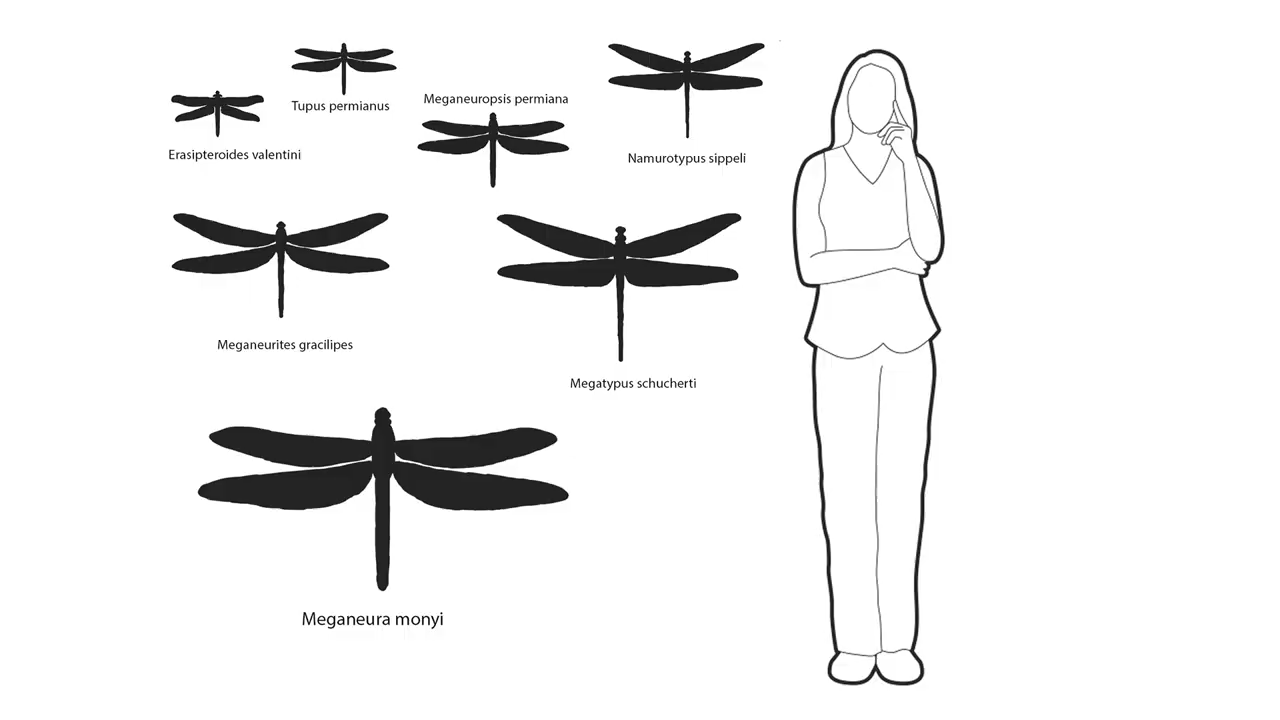 Tupus permianus
Meganeuropsis permiana
Erasipteroides valentini
Namurotypus sippeli
Meganeurites gracilipes
Megatypus schucherti
Meganeura monyi